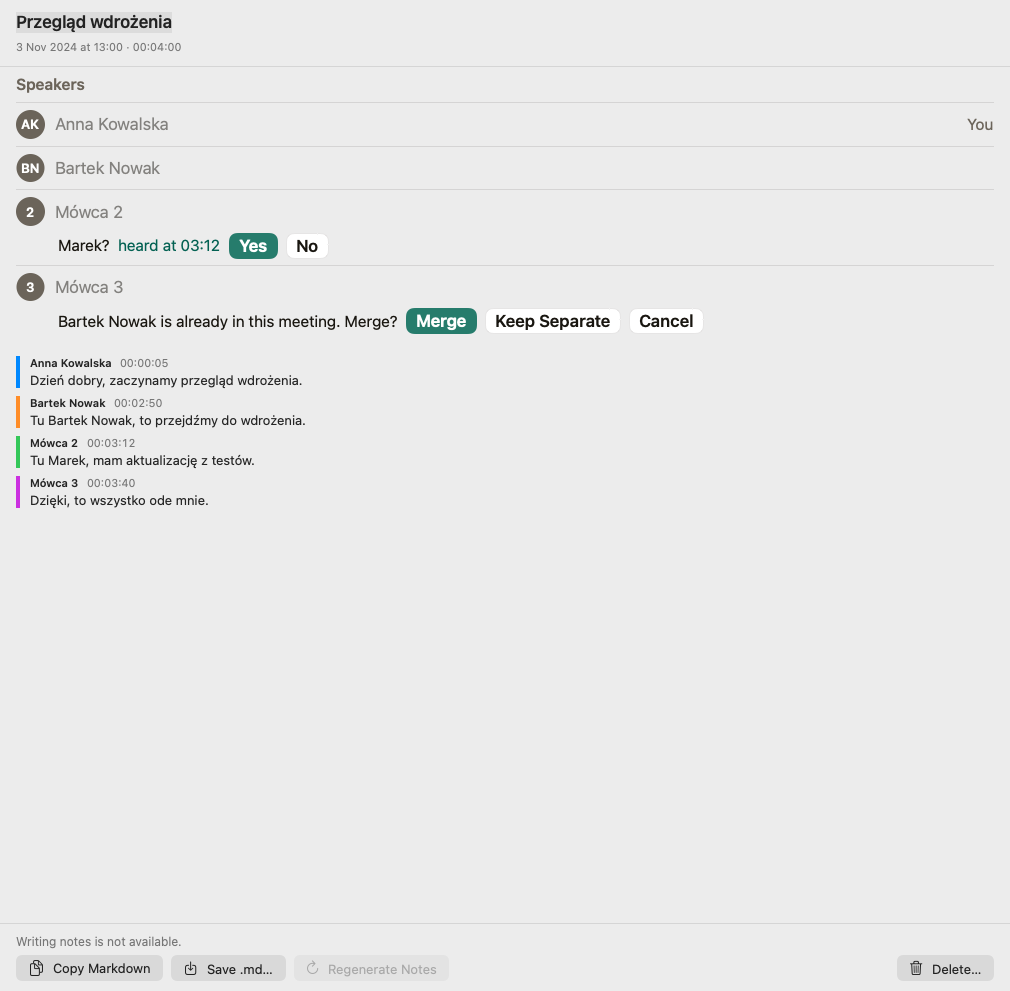 Przegląd wdrożenia
3 Nov 2024 at 13:00 · 00:04:00
Speakers
AK Anna Kowalska You
BN Bartek Nowak
2 Mówca 2
Marek? heard at 03:12 Yes No
3 Mówca 3
Bartek Nowak is already in this meeting. Merge? Merge Keep Separate Cancel
Anna Kowalska 00:00:05
Dzień dobry, zaczynamy przegląd wdrożenia.
Bartek Nowak 00:02:50
Tu Bartek Nowak, to przejdźmy do wdrożenia.
Mówca 2 00:03:12
Tu Marek, mam aktualizację z testów.
Mówca 3 00:03:40
Dzięki, to wszystko ode mnie.
Writing notes is not available.
Copy Markdown Save .md... Regenerate Notes Delete...